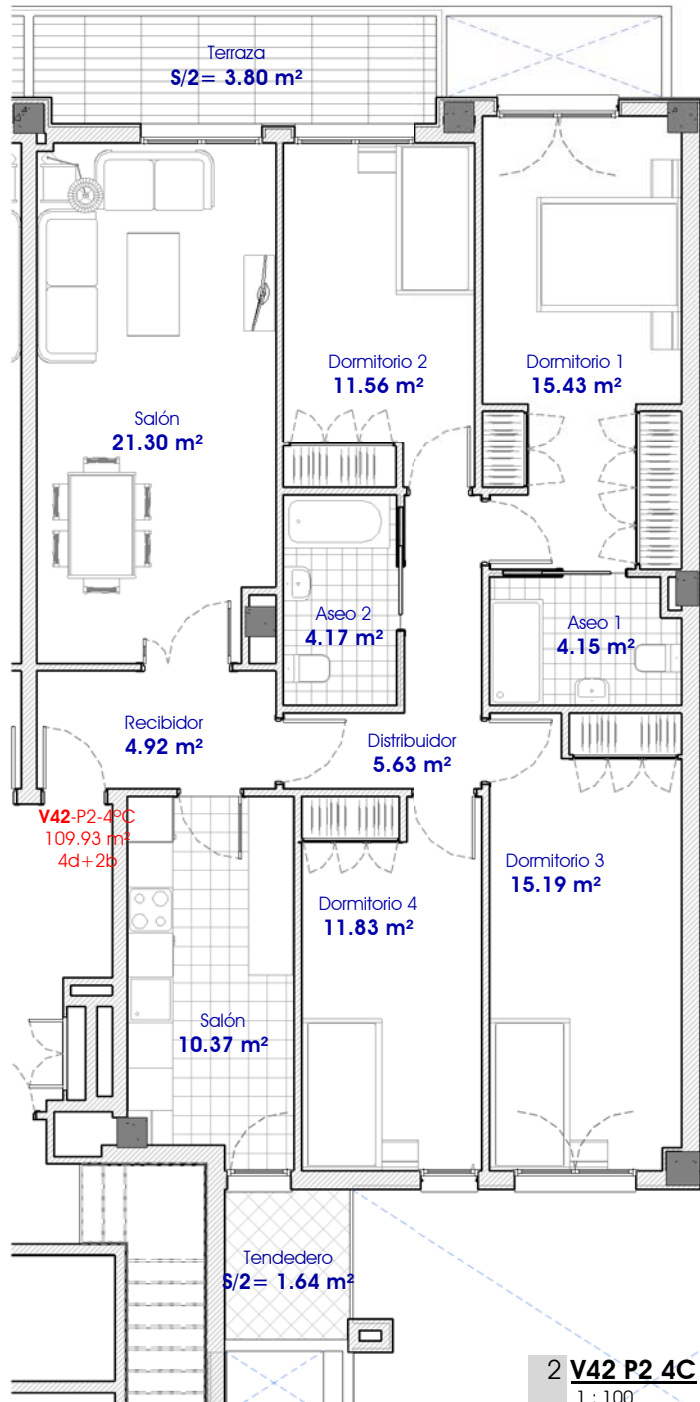 Terraza
S/2= 3.80 m²
Dormitorio 2
11.56 m²
Dormitorio 1
15.43 m²
Salón
21.30 m²
Aseo 2
4.17 m²
Aseo 1
4.15 m²
Recibidor
4.92 m²
Distribuidor
5.63 m²
V42-P2-4ºC
109.93 m²
4d+2b
Dormitorio 3
15.19 m²
Dormitorio 4
11.83 m²
Salón
10.37 m²
Tendedero
S/2= 1.64 m²
2 V42 P2 4C
1 : 100